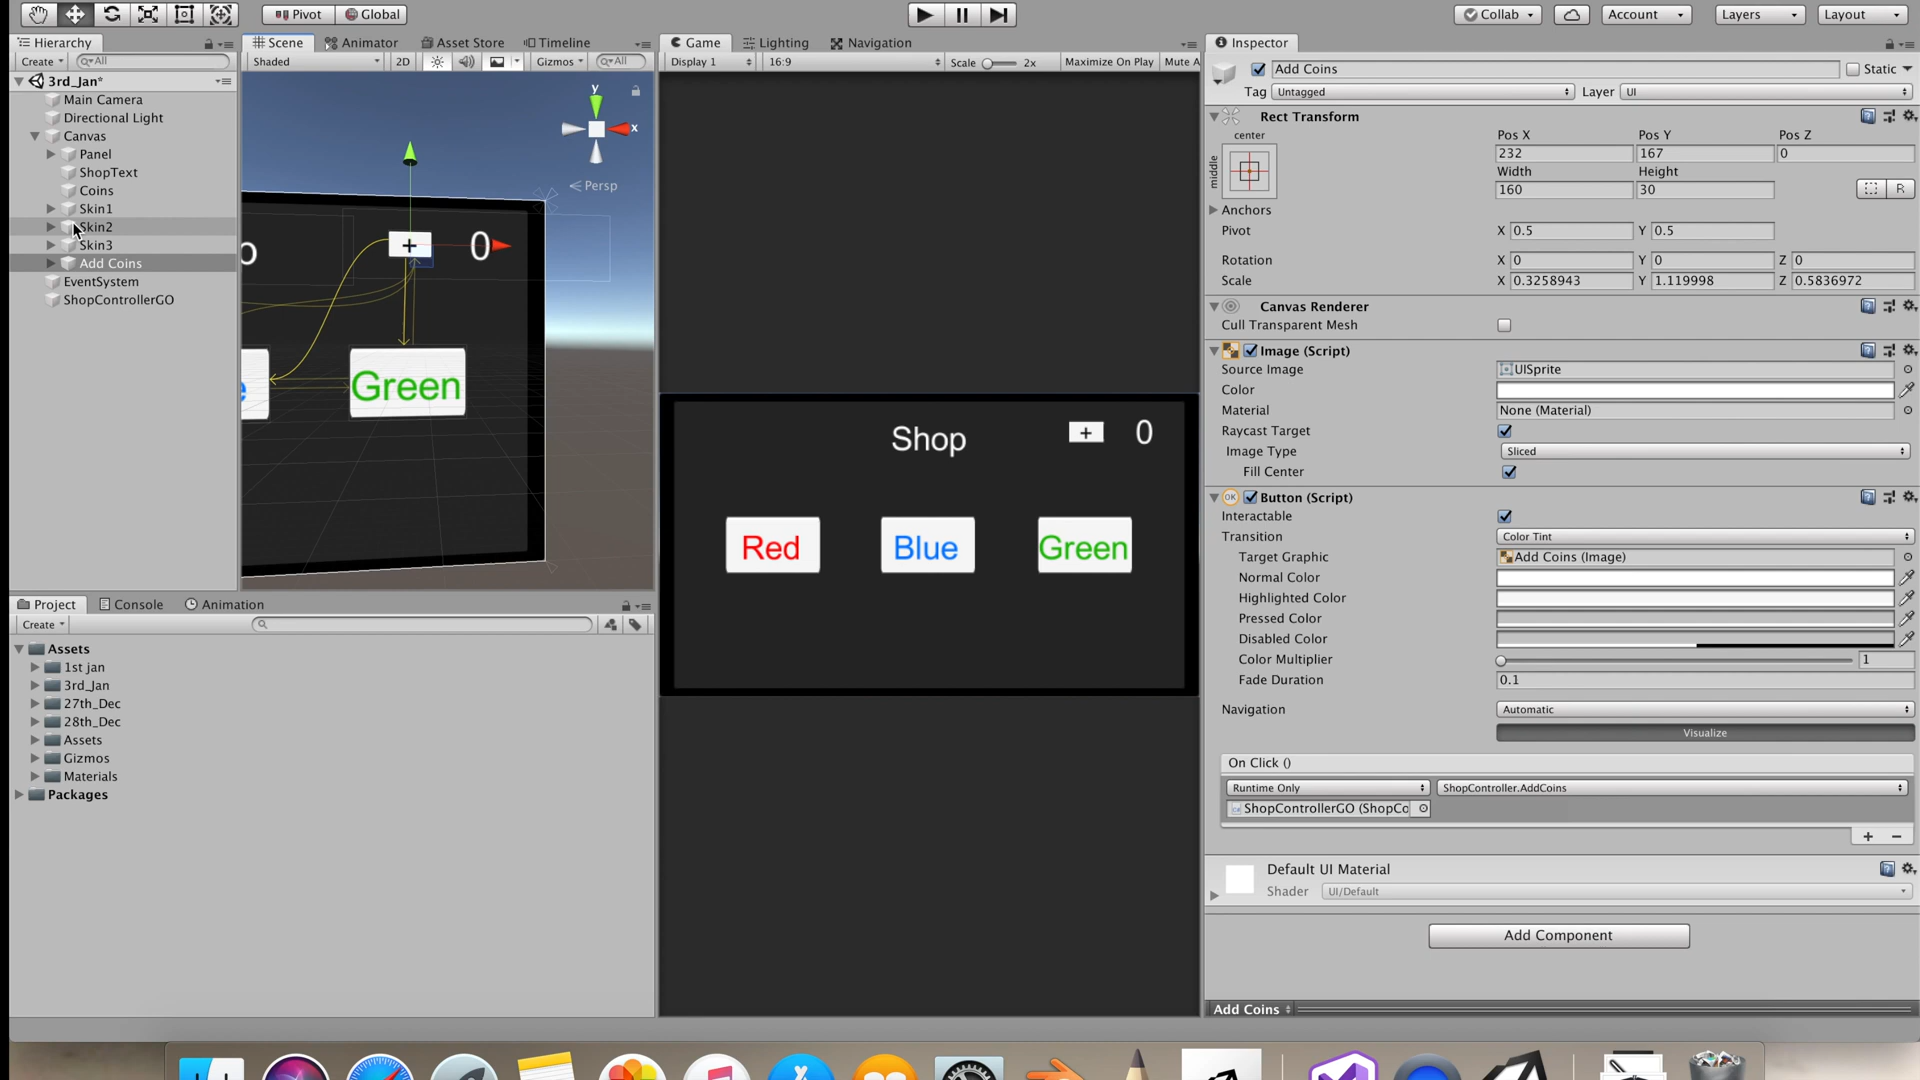 Pivot Global Collab Account Layers Layout
Hierarchy Scene Animator Asset Store Timeline Game Lighting Navigation Inspector
Create All Shaded 2D Gizmos All Display 1 16:9 Scale 2x Maximize On Play Mute A
3rd_Jan*
Main Camera
Directional Light
Canvas
Panel
ShopText
Coins
Skin1
Skin2
Skin3
Add Coins
EventSystem
ShopControllerGO
y
x
Persp
+ 0
Green
Shop + 0
Red Blue Green
Add Coins Static
Tag Untagged Layer UI
Rect Transform
center Pos X Pos Y Pos Z
middle 232 167 0
Width Height
160 30 R
Anchors
Pivot X 0.5 Y 0.5
Rotation X 0 Y 0 Z 0
Scale X 0.3258943 Y 1.119998 Z 0.5836972
Canvas Renderer
Cull Transparent Mesh
Image (Script)
Source Image UISprite
Color
Material None (Material)
Raycast Target
Image Type Sliced
Fill Center
OK Button (Script)
Interactable
Transition Color Tint
Target Graphic Add Coins (Image)
Normal Color
Highlighted Color
Pressed Color
Disabled Color
Color Multiplier 1
Fade Duration 0.1
Navigation Automatic
Visualize
On Click ()
Runtime Only ShopController.AddCoins
ShopControllerGO (ShopCo
+ −
Default UI Material
Shader UI/Default
Add Component
Add Coins
Project Console Animation
Create
Assets
1st jan
3rd_Jan
27th_Dec
28th_Dec
Assets
Gizmos
Materials
Packages